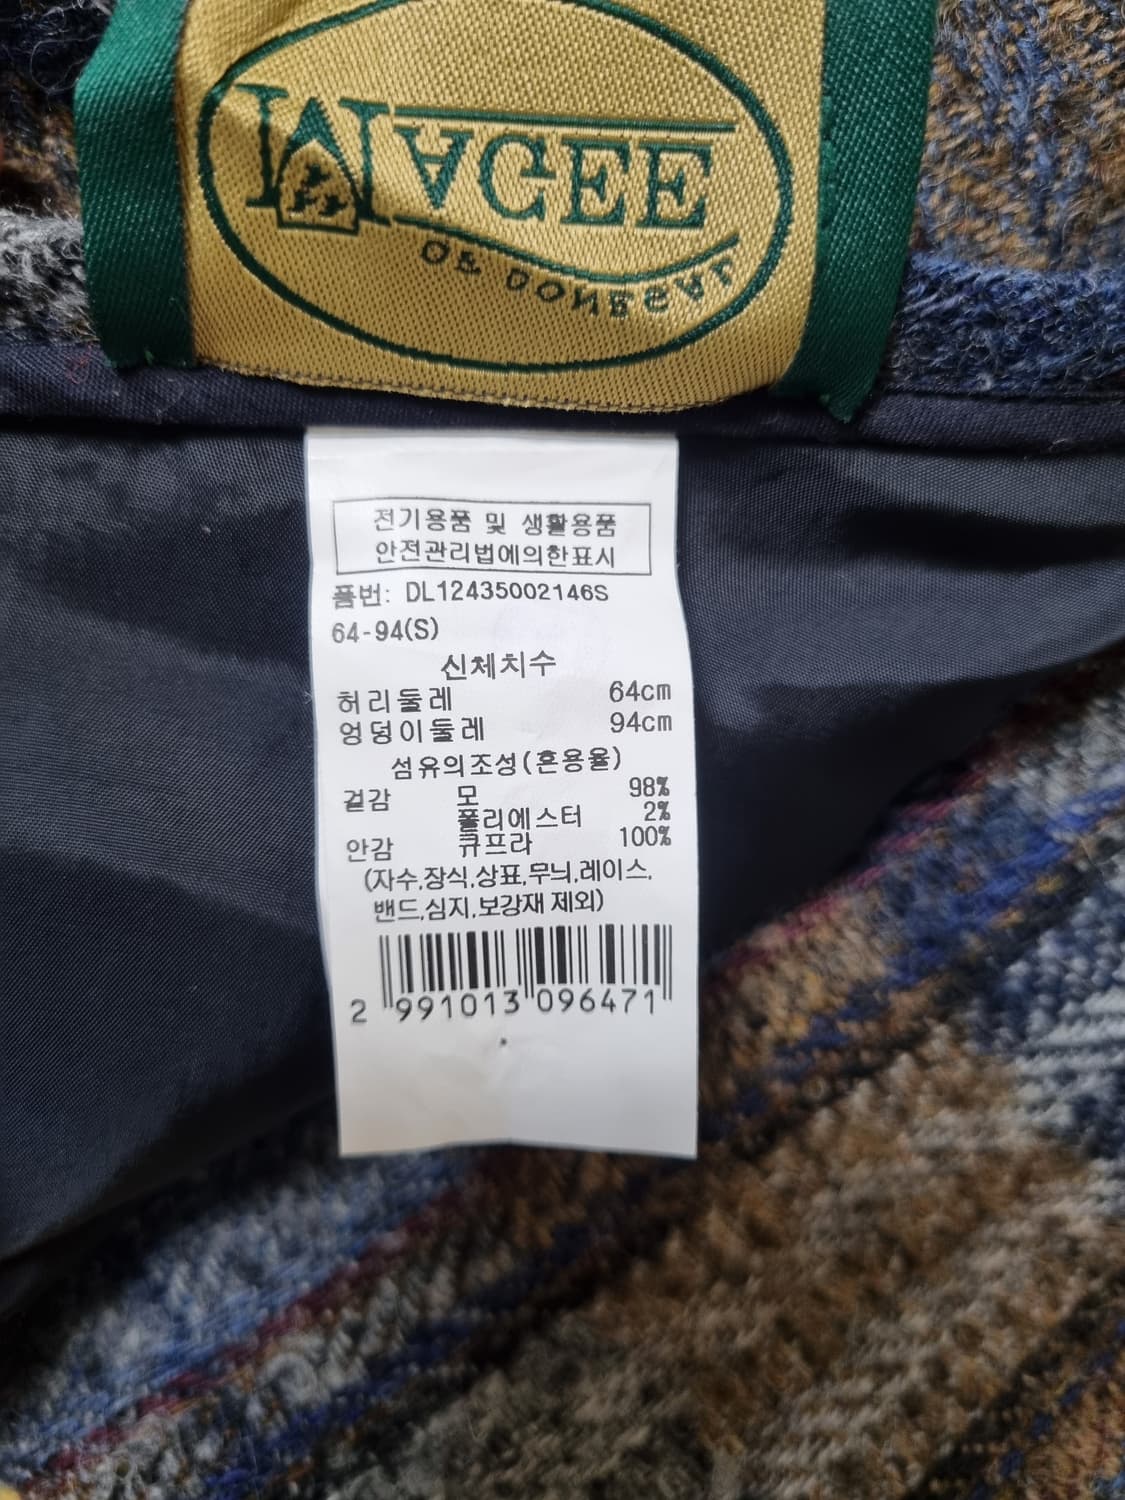 MAGEE
OF DONEGAL
전기용품 및 생활용품
안전관리법에의한표시
품번: DL12435002146S
64-94(S)
신체치수
허리둘레 64cm
엉덩이둘레 94cm
섬유의조성(혼용율)
겉감 모 98%
폴리에스터 2%
안감 큐프라 100%
(자수,장식,상표,무늬,레이스,
밴드,심지,보강재 제외)
2 991013 096471